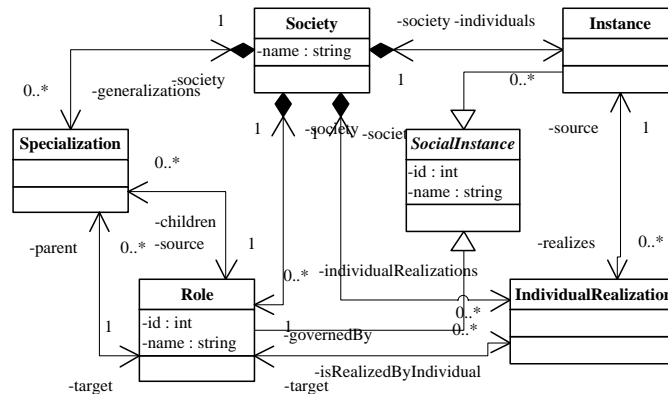 1
Society
-society -individuals
Instance
-name : string
-society
1
0..*
0..*
-generalizations
1
-society
1
-societ
1
Specialization
SocialInstance
-source
1
0..*
-id : int
-name : string
-children
-source
-parent
0..*
1
0..*
-realizes
0..*
-individualRealizations
Role
IndividualRealization
-id : int
-name : string
1
1
-governedBy
0..*
0..*
-isRealizedByIndividual
-target
-target